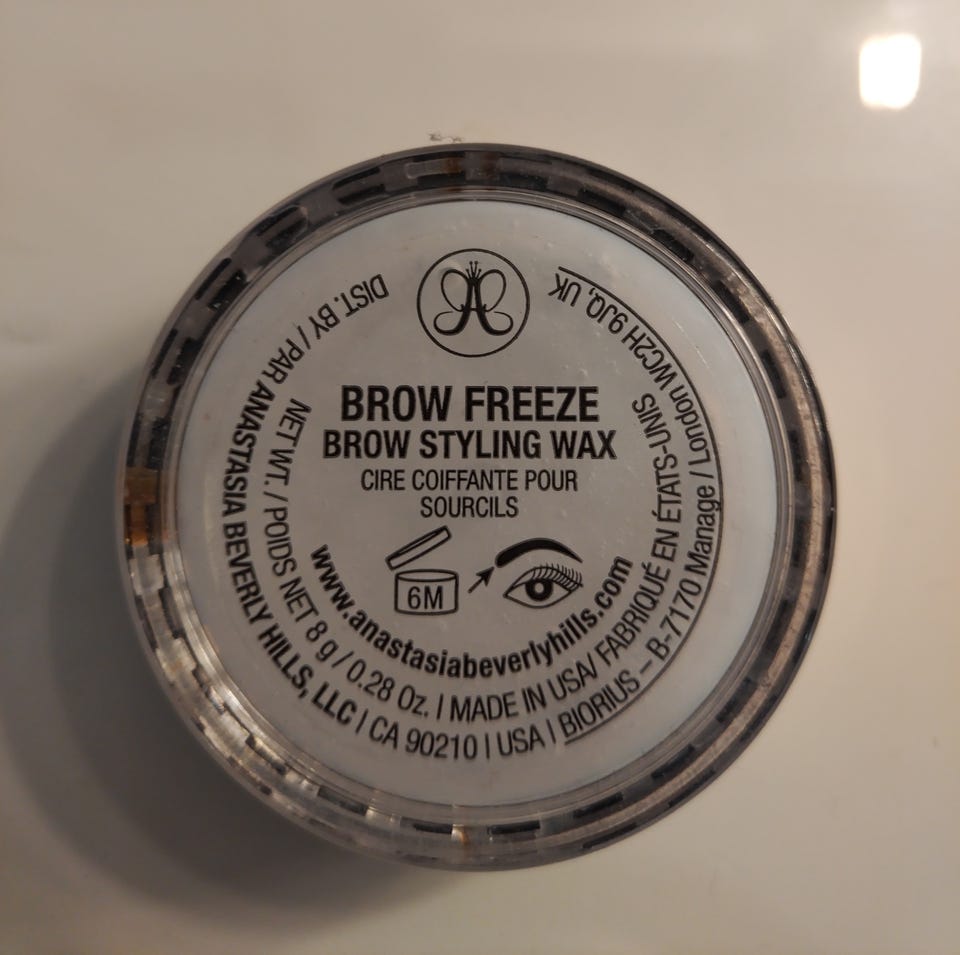 BROW FREEZE
BROW STYLING WAX
CIRE COIFFANTE POUR
SOURCILS
6M
www.anastasiabeverlyhills.com
NET WT. / POIDS NET 8 g / 0.28 Oz. | MADE IN USA/ FABRIQUÉ EN ÉTATS-UNIS
DIST. BY / PAR ANASTASIA BEVERLY HILLS, LLC | CA 90210 | USA | BIORIUS – B-7170 Manage / London WC2H 9JQ, UK